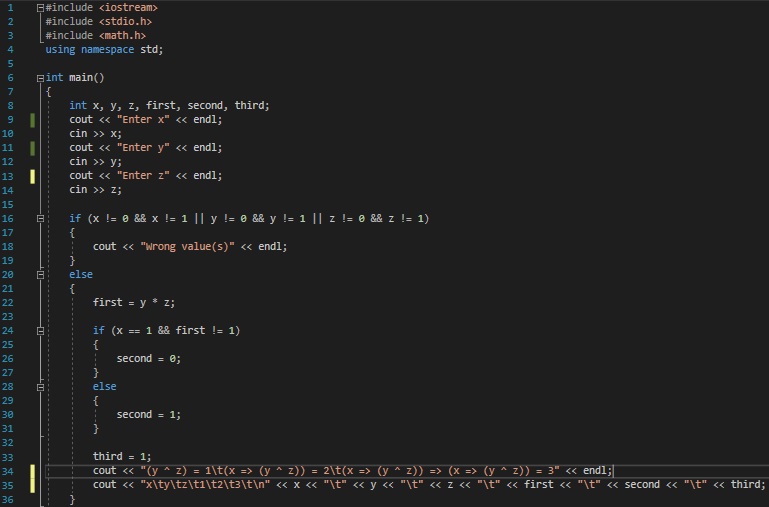 1 #include <iostream>
2 #include <stdio.h>
3 #include <math.h>
4 using namespace std;
5
6 int main()
7 {
8     int x, y, z, first, second, third;
9     cout << "Enter x" << endl;
10     cin >> x;
11     cout << "Enter y" << endl;
12     cin >> y;
13     cout << "Enter z" << endl;
14     cin >> z;
15
16     if (x != 0 && x != 1 || y != 0 && y != 1 || z != 0 && z != 1)
17     {
18         cout << "Wrong value(s)" << endl;
19     }
20     else
21     {
22         first = y * z;
23
24         if (x == 1 && first != 1)
25         {
26             second = 0;
27         }
28         else
29         {
30             second = 1;
31         }
32
33         third = 1;
34         cout << "(y ^ z) = 1\t(x => (y ^ z)) = 2\t(x => (y ^ z)) => (x => (y ^ z)) = 3" << endl;
35         cout << "x\ty\tz\t1\t2\t3\t\n" << x << "\t" << y << "\t" << z << "\t" << first << "\t" << second << "\t" << third;
36     }